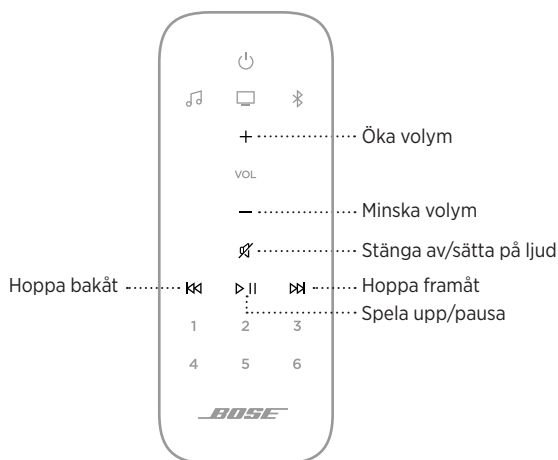 Öka volym
VOL
Minska volym
Stänga av/sätta på ljud
Hoppa bakåt
Hoppa framåt
Spela upp/pausa
1 2 3
4 5 6
BOSE